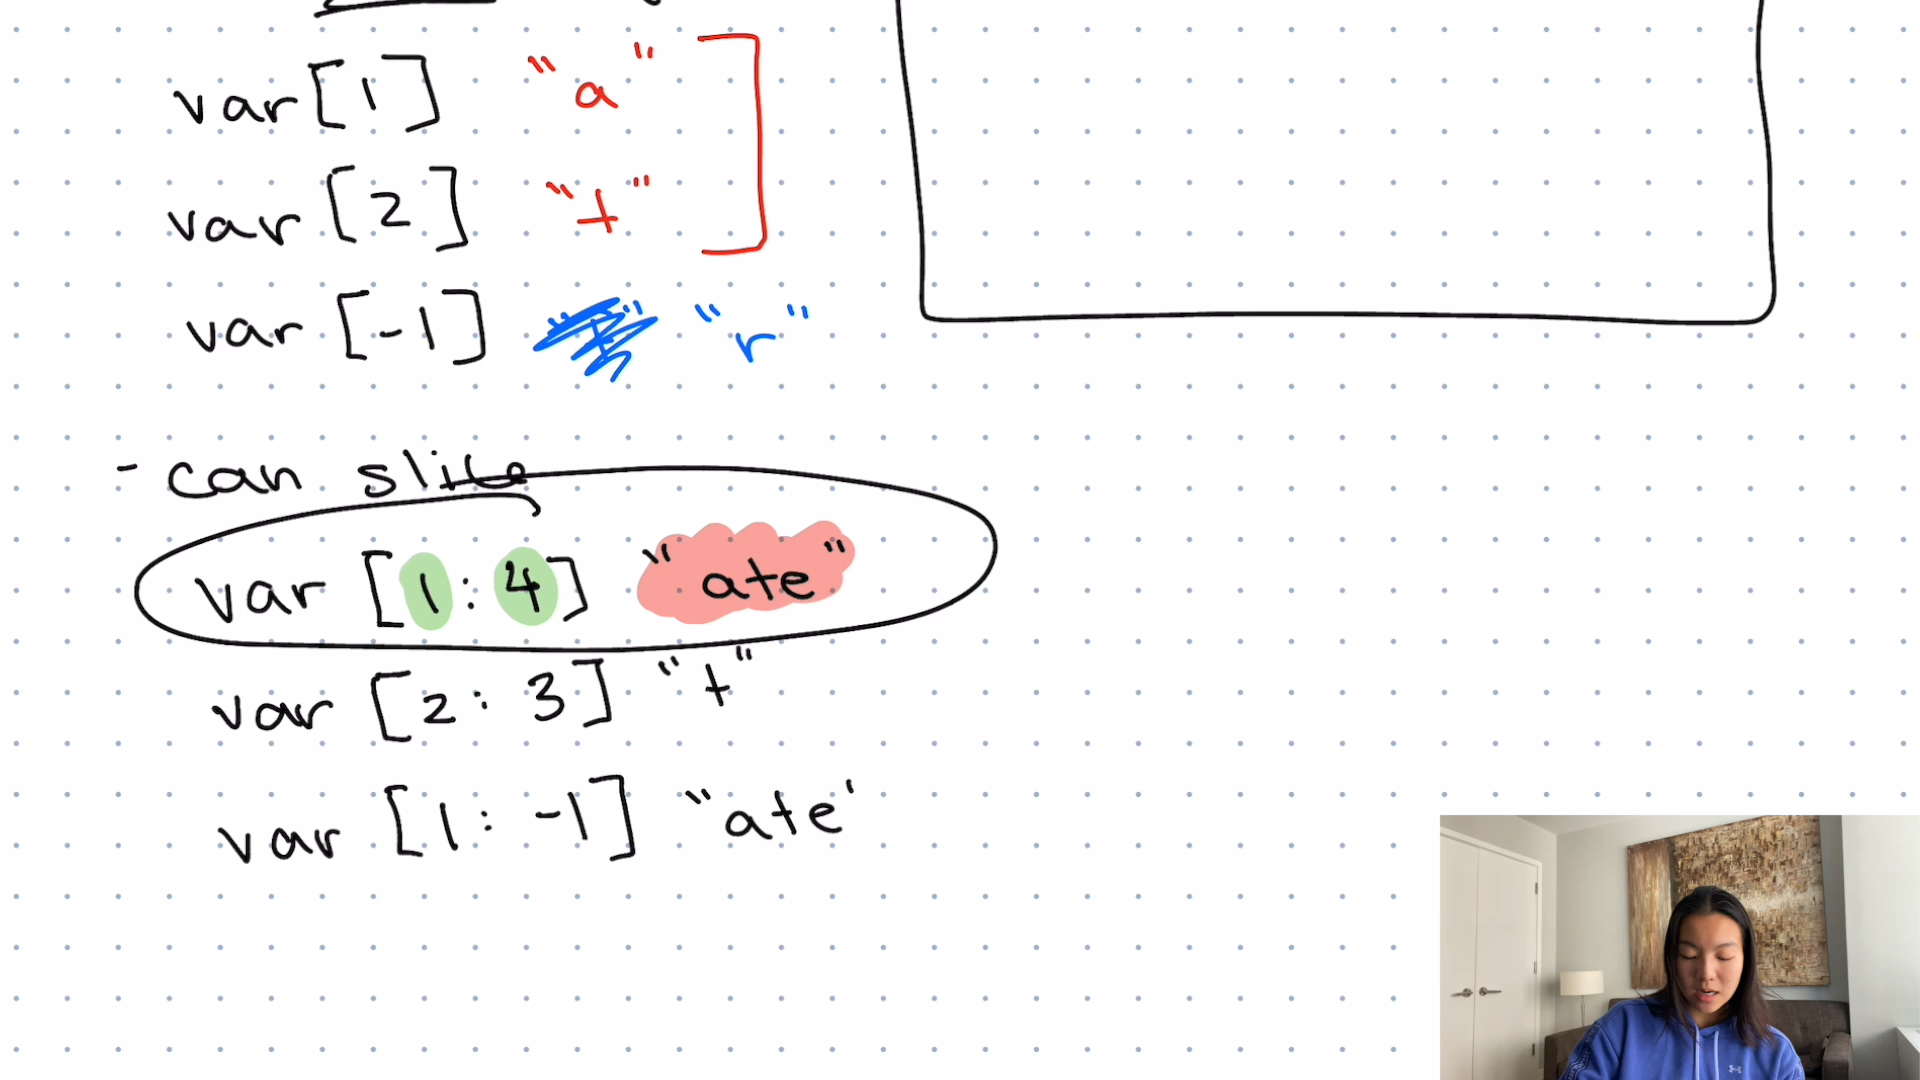 var [1] "a"
var [2] "t"
var [-1] "r"
- can slice
var [1:4] "ate"
var [2:3] "t"
var [1:-1] "ate'